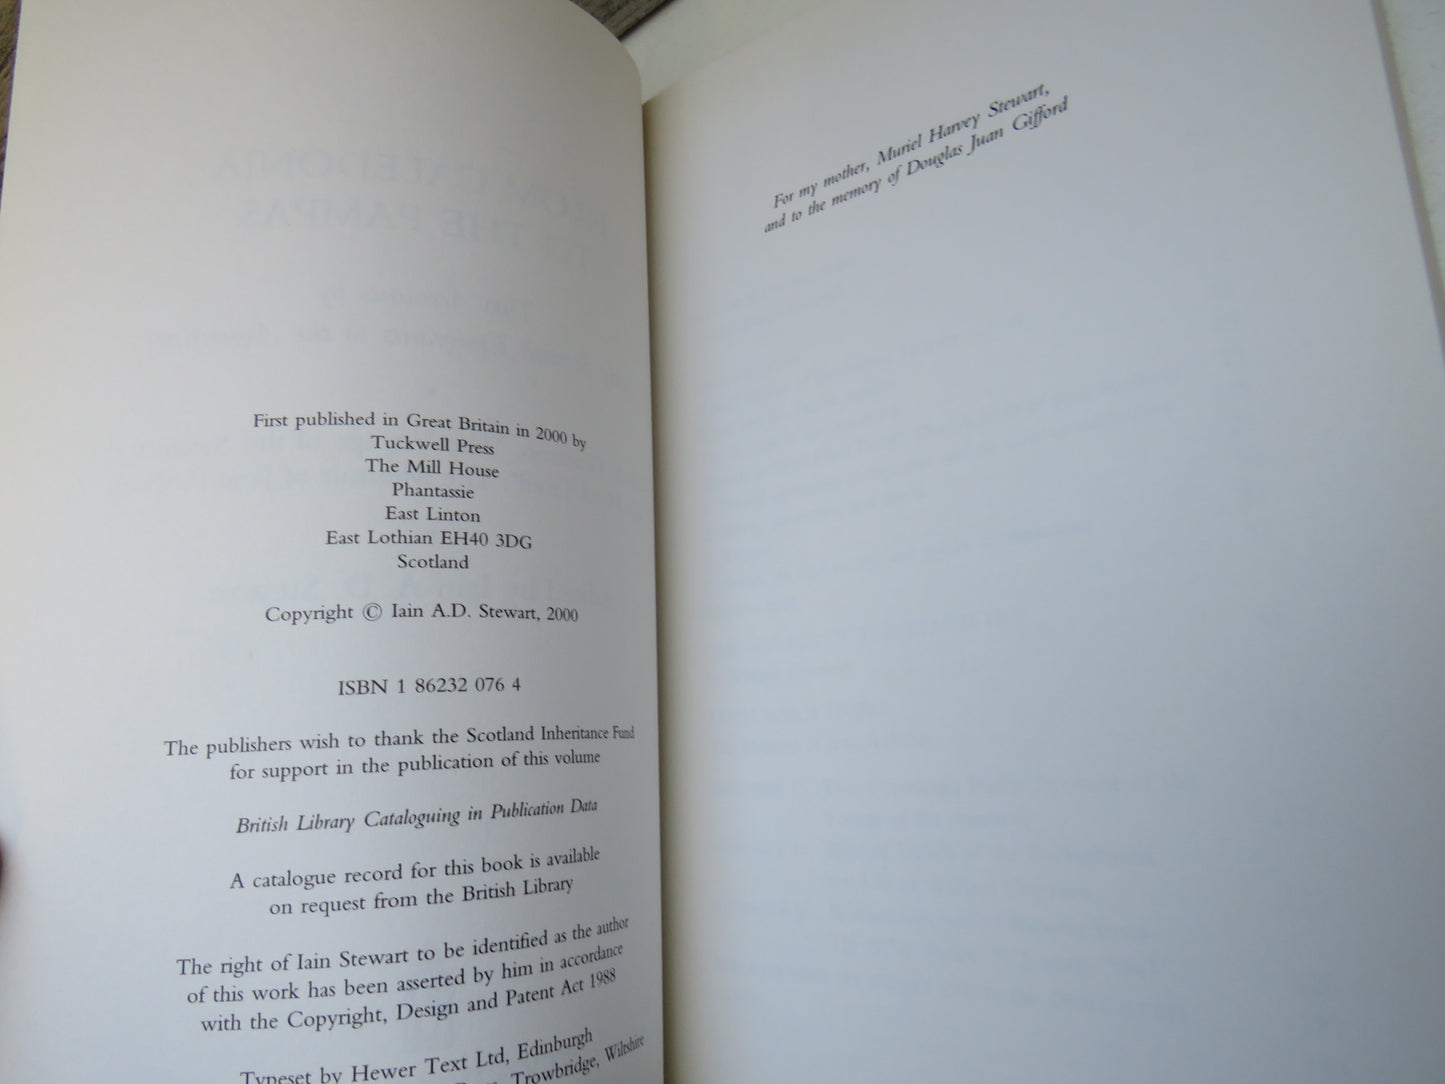 First published in Great Britain in 2000 by
Tuckwell Press
The Mill House
Phantassie
East Linton
East Lothian EH40 3DG
Scotland
Copyright © Iain A.D. Stewart, 2000
ISBN 1 86232 076 4
The publishers wish to thank the Scotland Inheritance Fund
for support in the publication of this volume
British Library Cataloguing in Publication Data
A catalogue record for this book is available
on request from the British Library
The right of Iain Stewart to be identified as the author
of this work has been asserted by him in accordance
with the Copyright, Design and Patent Act 1988
Typeset by Hewer Text Ltd, Edinburgh
Trowbridge, Wiltshire
For my mother, Muriel Harvey Stewart,
and to the memory of Douglas Juan Gifford